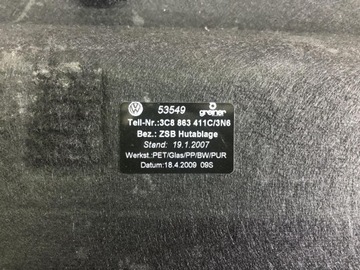 53549 greiner
Teil-Nr.:3C8 863 411C/3N6
Bez.: ZSB Hutablage
Stand: 19.1.2007
Werkst.:PET/Glas/PP/BW/PUR
Datum:18.4.2009 09S